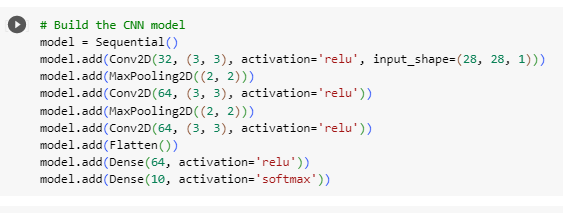 # Build the CNN model
model = Sequential()
model.add(Conv2D(32, (3, 3), activation='relu', input_shape=(28, 28, 1)))
model.add(MaxPooling2D((2, 2)))
model.add(Conv2D(64, (3, 3), activation='relu'))
model.add(MaxPooling2D((2, 2)))
model.add(Conv2D(64, (3, 3), activation='relu'))
model.add(Flatten())
model.add(Dense(64, activation='relu'))
model.add(Dense(10, activation='softmax'))